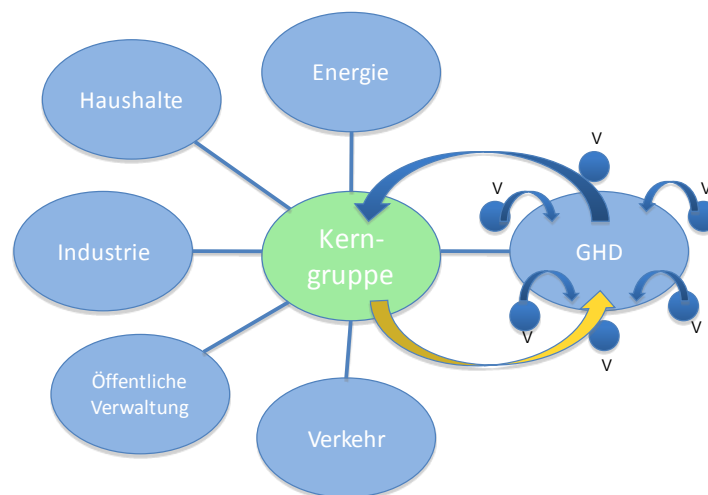 Energie
Haushalte
V
V
V
Industrie
Kern-
gruppe
GHD
V
V
V
Öffentliche
Verwaltung
Verkehr